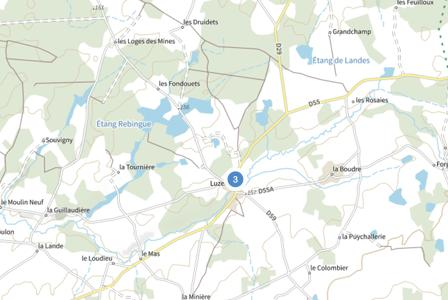 les Feuilloux
les Druidets
Grandchamp
les Loges des Mines
D29
Étang de Landes
les Fondouets
D55
les Rosaies
Étang Rebingue
Souvigny
la Tournière
la Boudre
Luze
3
D55A
le Moulin Neuf
la Guillaudière
D59
la Puychallerie
la Lande
le Loudieu
le Mas
le Colombier
la Minière